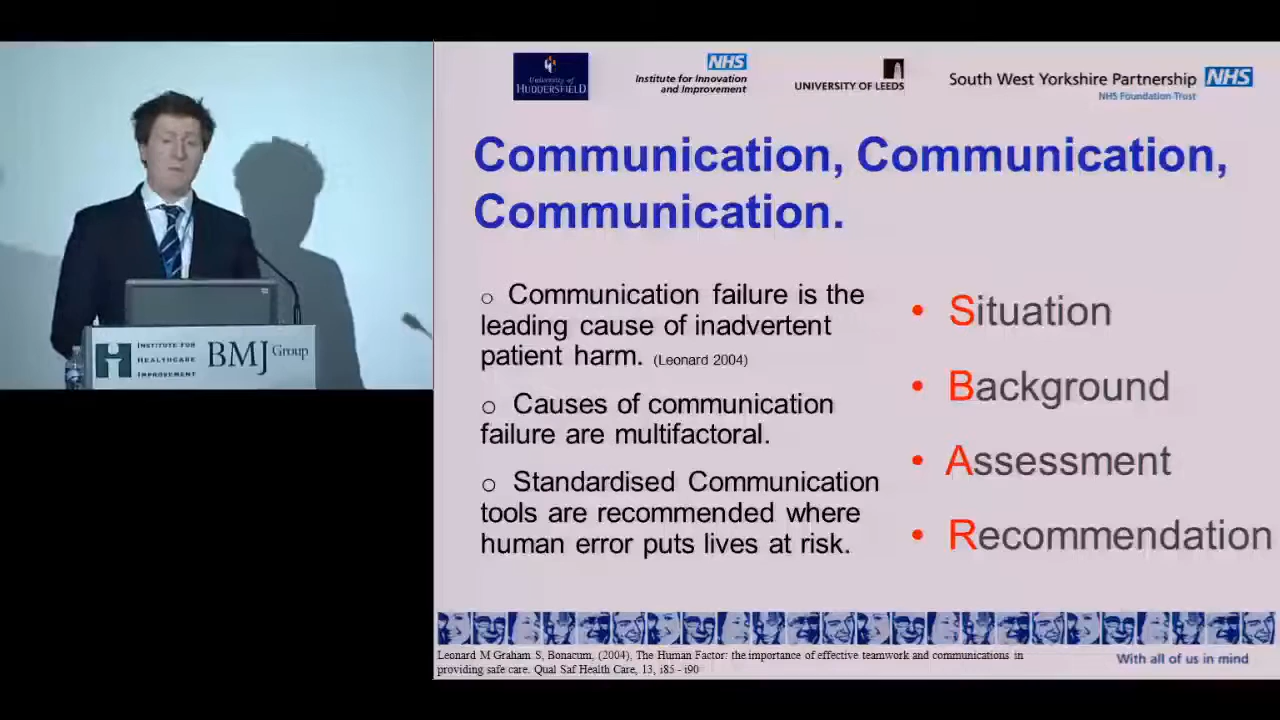 INSTITUTE FOR
HEALTHCARE
IMPROVEMENT
BMJ Group
University of
HUDDERSFIELD
NHS
Institute for Innovation
and Improvement
UNIVERSITY OF LEEDS
South West Yorkshire Partnership NHS
NHS Foundation Trust
Communication, Communication,
Communication.
o Communication failure is the
leading cause of inadvertent
patient harm. (Leonard 2004)
o Causes of communication
failure are multifactoral.
o Standardised Communication
tools are recommended where
human error puts lives at risk.
• Situation
• Background
• Assessment
• Recommendation
Leonard M Graham S, Bonacum, (2004), The Human Factor: the importance of effective teamwork and communications in
providing safe care. Qual Saf Health Care, 13, i85 - i90
With all of us in mind